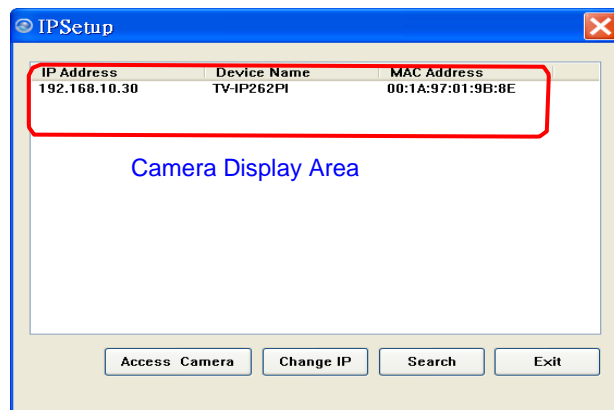 IPSetup
IP Address Device Name MAC Address
192.168.10.30 TV-IP262PI 00:1A:97:01:9B:8E
Camera Display Area
Access Camera Change IP Search Exit